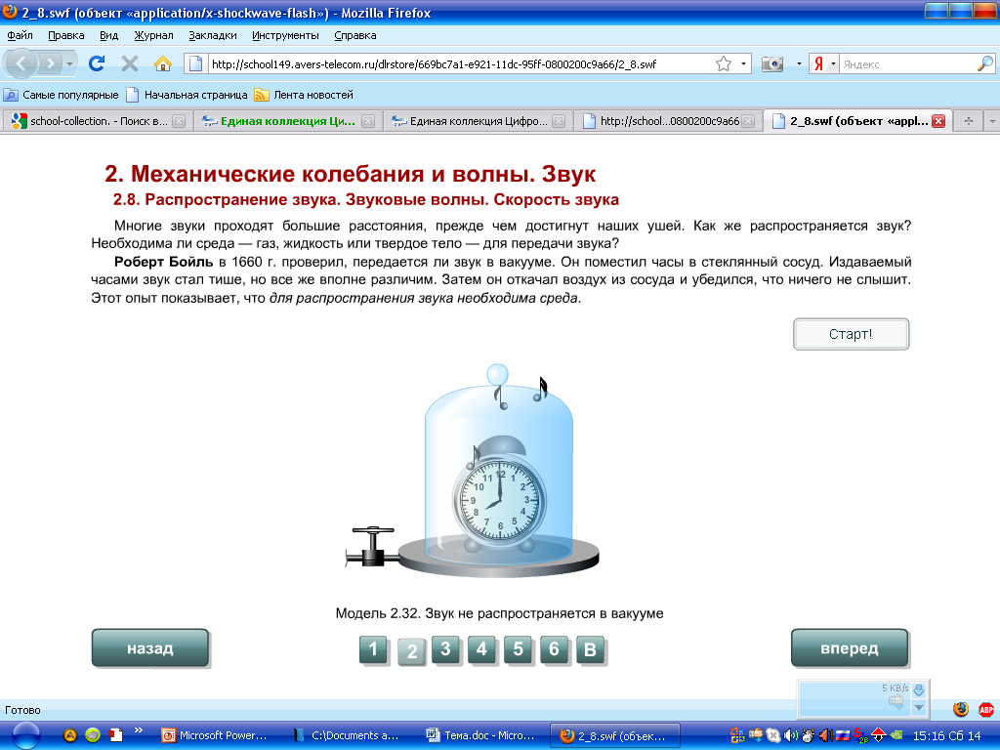 2_8.swf (объект «application/x-shockwave-flash») - Mozilla Firefox
Файл Правка Вид Журнал Закладки Инструменты Справка
http://school149.avers-telecom.ru/dlrstore/669bc7a1-e921-11dc-95ff-0800200c9a66/2_8.swf
Я Яндекс
Самые популярные Начальная страница Лента новостей
school-collection. - Поиск в... Единая коллекция Ци... Единая коллекция Цифро... http://school...0800200c9a66 2_8.swf (объект «appl...
2. Механические колебания и волны. Звук
2.8. Распространение звука. Звуковые волны. Скорость звука
Многие звуки проходят большие расстояния, прежде чем достигнут наших ушей. Как же распространяется звук?
Необходима ли среда — газ, жидкость или твердое тело — для передачи звука?
Роберт Бойль в 1660 г. проверил, передается ли звук в вакууме. Он поместил часы в стеклянный сосуд. Издаваемый
часами звук стал тише, но все же вполне различим. Затем он откачал воздух из сосуда и убедился, что ничего не слышит.
Этот опыт показывает, что для распространения звука необходима среда.
Старт!
12 1 2 3 4 5 6 7 8 9 10 11
Модель 2.32. Звук не распространяется в вакууме
назад 1 2 3 4 5 6 В вперед
5 KB/s
Готово
ABP
» Microsoft Power... C:\Documents a... Тема.doc - Micro... 2_8.swf (объек... 15:16 Сб 14